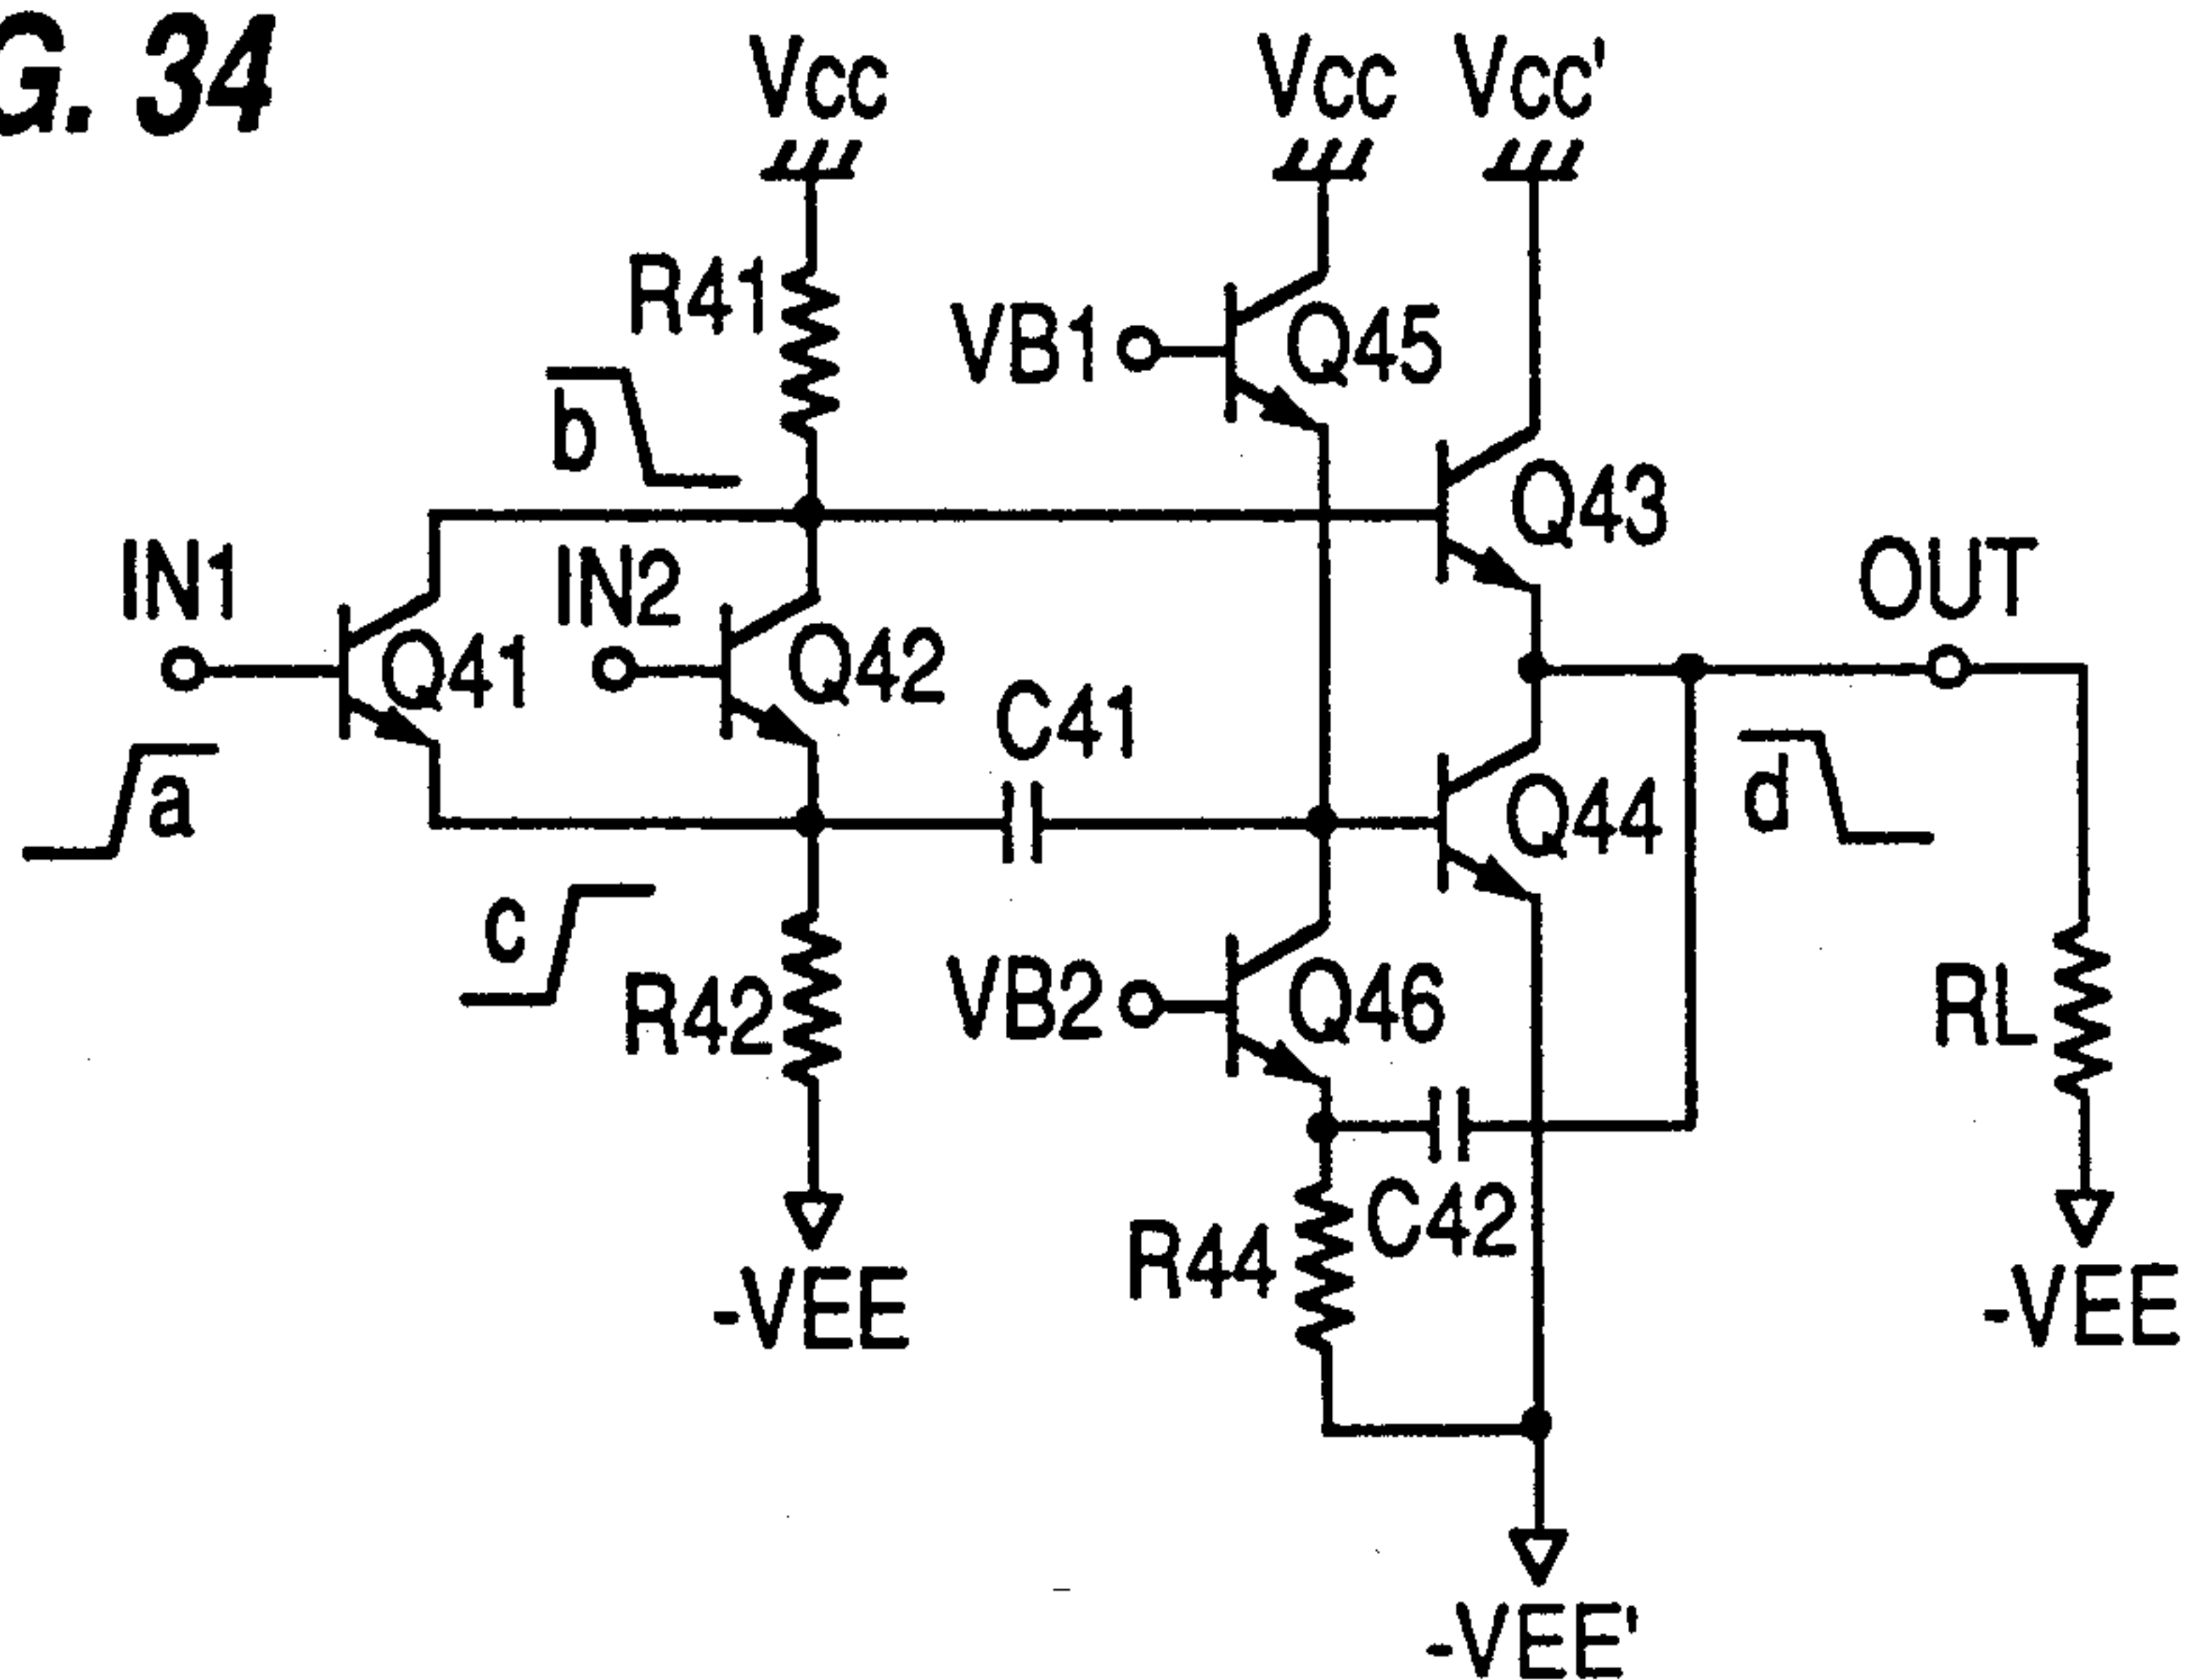 G. 34
Vcc
Vcc
Vcc'
R41
VB1
Q45
b
Q43
IN1
IN2
OUT
Q41
Q42
C41
a
d
Q44
c
R42
VB2
Q46
RL
R44
C42
-VEE
-VEE
-VEE'